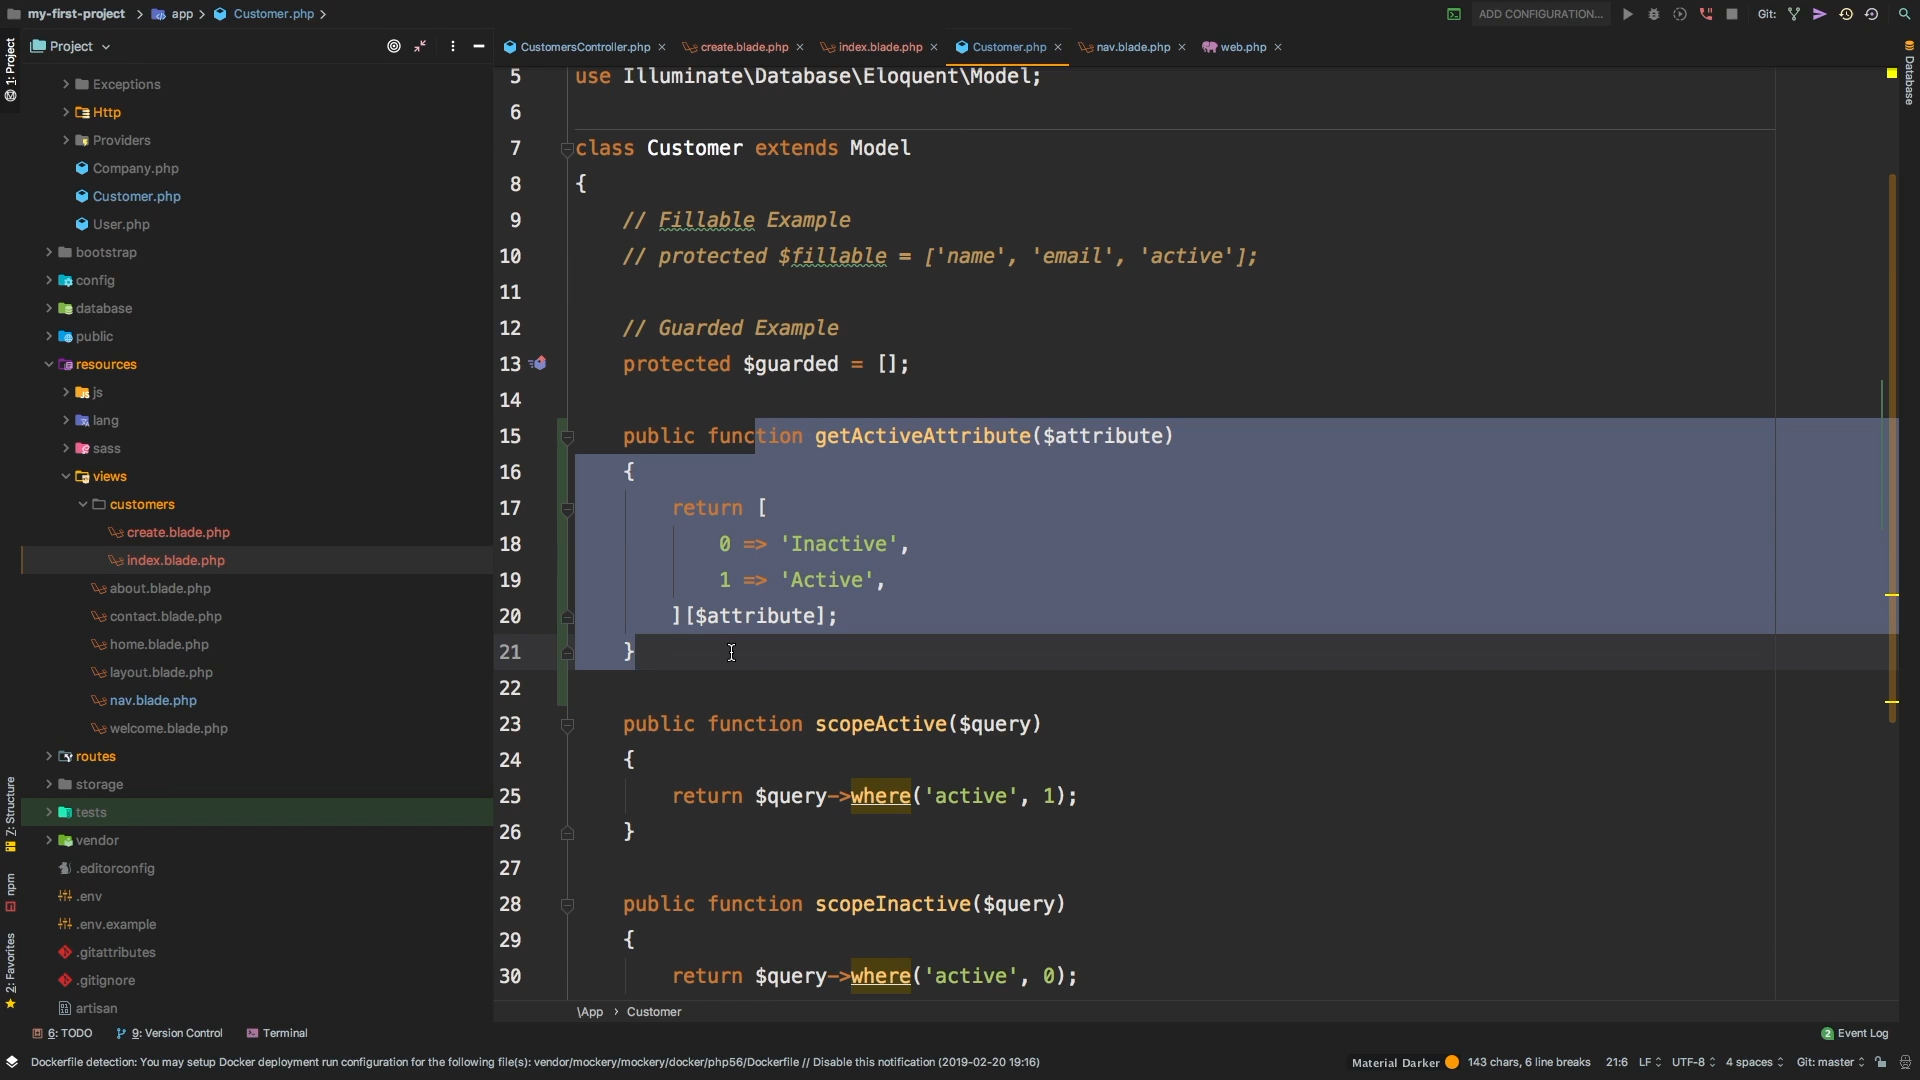 my-first-project > app > Customer.php >
ADD CONFIGURATION...
Git:
Project
CustomersController.php
create.blade.php
index.blade.php
Customer.php
nav.blade.php
web.php
1: Project
Database
Exceptions
Http
Providers
Company.php
Customer.php
User.php
bootstrap
config
database
public
resources
js
lang
sass
views
customers
create.blade.php
index.blade.php
about.blade.php
contact.blade.php
home.blade.php
layout.blade.php
nav.blade.php
welcome.blade.php
routes
storage
tests
vendor
.editorconfig
.env
.env.example
.gitattributes
.gitignore
artisan
Z: Structure
npm
2: Favorites
5 use Illuminate\Database\Eloquent\Model;
6
7 class Customer extends Model
8 {
9 // Fillable Example
10 // protected $fillable = ['name', 'email', 'active'];
11
12 // Guarded Example
13 protected $guarded = [];
14
15 public function getActiveAttribute($attribute)
16 {
17 return [
18 0 => 'Inactive',
19 1 => 'Active',
20 ][$attribute];
21 }
22
23 public function scopeActive($query)
24 {
25 return $query->where('active', 1);
26 }
27
28 public function scopeInactive($query)
29 {
30 return $query->where('active', 0);
\App > Customer
6: TODO
9: Version Control
Terminal
2 Event Log
Dockerfile detection: You may setup Docker deployment run configuration for the following file(s): vendor/mockery/mockery/docker/php56/Dockerfile // Disable this notification (2019-02-20 19:16)
Material Darker
143 chars, 6 line breaks
21:6
LF
UTF-8
4 spaces
Git: master